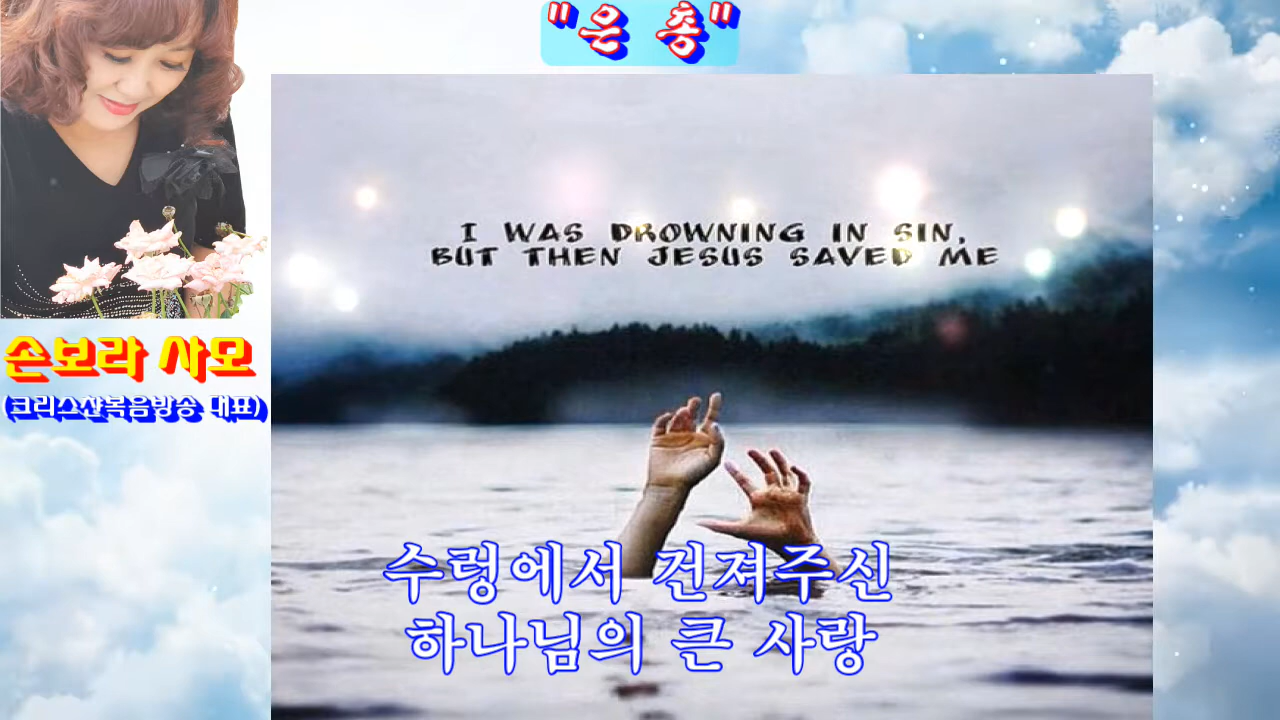 "은 총"
I WAS DROWNING IN SIN,
BUT THEN JESUS SAVED ME
손보라 사모
(크리스챤복음방송 대표)
수렁에서 건져주신
하나님의 큰 사랑